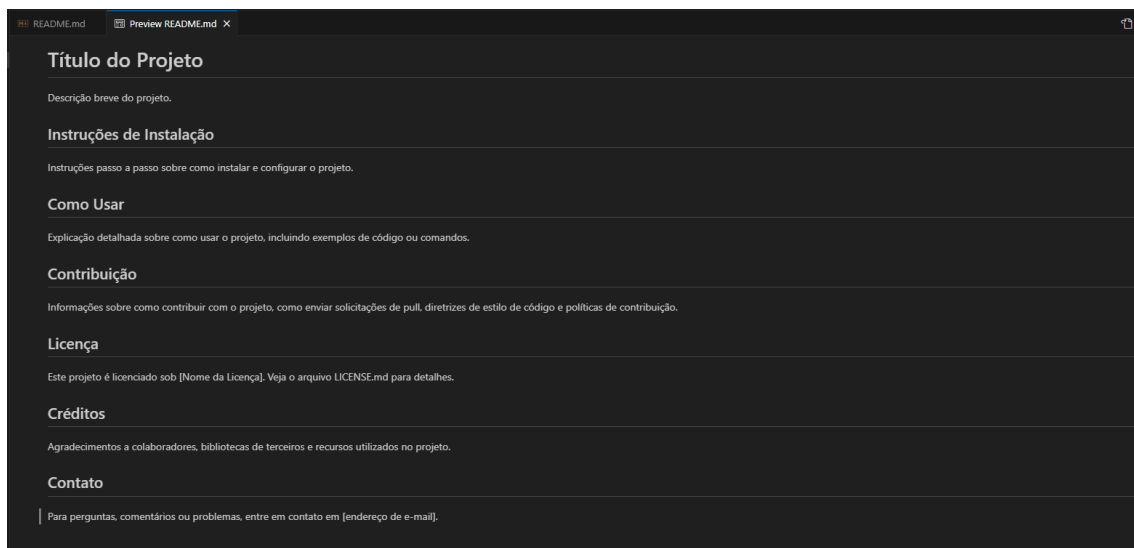 README.md
Preview README.md
Título do Projeto
Descrição breve do projeto.
Instruções de Instalação
Instruções passo a passo sobre como instalar e configurar o projeto.
Como Usar
Explicação detalhada sobre como usar o projeto, incluindo exemplos de código ou comandos.
Contribuição
Informações sobre como contribuir com o projeto, como enviar solicitações de pull, diretrizes de estilo de código e políticas de contribuição.
Licença
Este projeto é licenciado sob [Nome da Licença]. Veja o arquivo LICENSE.md para detalhes.
Créditos
Agradecimentos a colaboradores, bibliotecas de terceiros e recursos utilizados no projeto.
Contato
Para perguntas, comentários ou problemas, entre em contato em [endereço de e-mail].